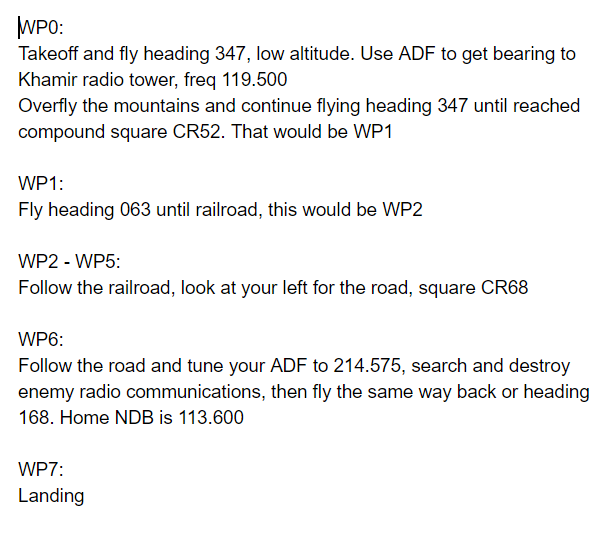 WP0:
Takeoff and fly heading 347, low altitude. Use ADF to get bearing to
Khamir radio tower, freq 119.500
Overfly the mountains and continue flying heading 347 until reached
compound square CR52. That would be WP1
WP1:
Fly heading 063 until railroad, this would be WP2
WP2 - WP5:
Follow the railroad, look at your left for the road, square CR68
WP6:
Follow the road and tune your ADF to 214.575, search and destroy
enemy radio communications, then fly the same way back or heading
168. Home NDB is 113.600
WP7:
Landing